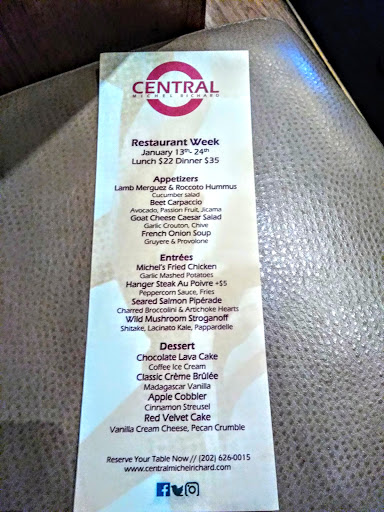 CENTRAL
MICHEL RICHARD
Restaurant Week
January 13th- 24th
Lunch $22 Dinner $35
Appetizers
Lamb Merguez & Roccoto Hummus
Cucumber salad
Beet Carpaccio
Avocado, Passion Fruit, Jicama
Goat Cheese Caesar Salad
Garlic Crouton, Chive
French Onion Soup
Gruyere & Provolone
Entrées
Michel's Fried Chicken
Garlic Mashed Potatoes
Hanger Steak Au Poivre +$5
Peppercorn Sauce, Fries
Seared Salmon Pipérade
Charred Broccolini & Artichoke Hearts
Wild Mushroom Stroganoff
Shitake, Lacinato Kale, Pappardelle
Dessert
Chocolate Lava Cake
Coffee Ice Cream
Classic Crème Brûlée
Madagascar Vanilla
Apple Cobbler
Cinnamon Streusel
Red Velvet Cake
Vanilla Cream Cheese, Pecan Crumble
Reserve Your Table Now // (202) 626-0015
www.centralmichelrichard.com